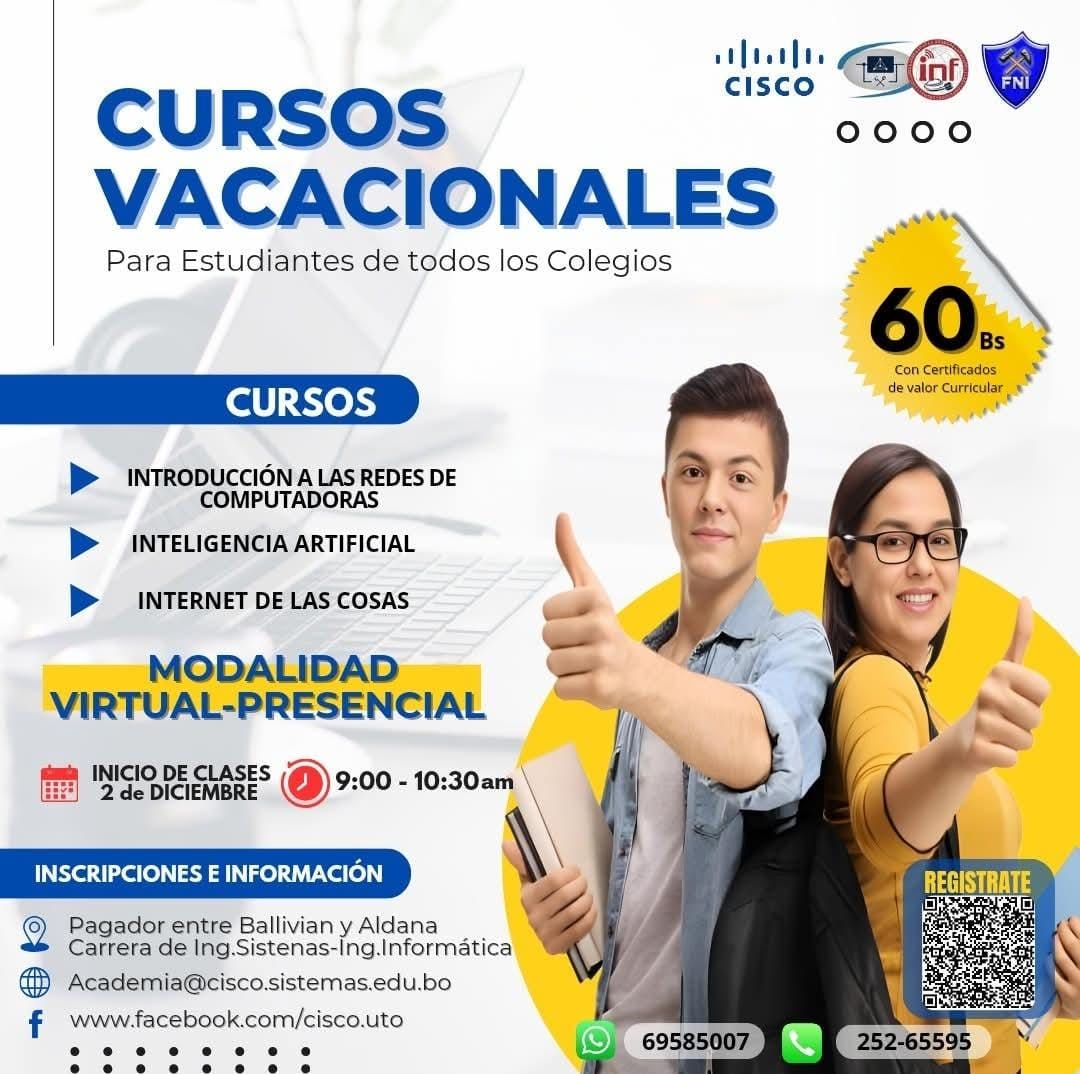 CISCO
inf
FNI
CURSOS
VACACIONALES
Para Estudiantes de todos los Colegios
60 Bs
Con Certificados
de valor Curricular
CURSOS
INTRODUCCIÓN A LAS REDES DE
COMPUTADORAS
INTELIGENCIA ARTIFICIAL
INTERNET DE LAS COSAS
MODALIDAD
VIRTUAL-PRESENCIAL
INICIO DE CLASES
2 de DICIEMBRE
9:00 - 10:30am
INSCRIPCIONES E INFORMACIÓN
Pagador entre Ballivian y Aldana
Carrera de Ing.Sistenas-Ing.Informática
Academia@cisco.sistemas.edu.bo
www.facebook.com/cisco.uto
REGISTRATE
69585007
252-65595